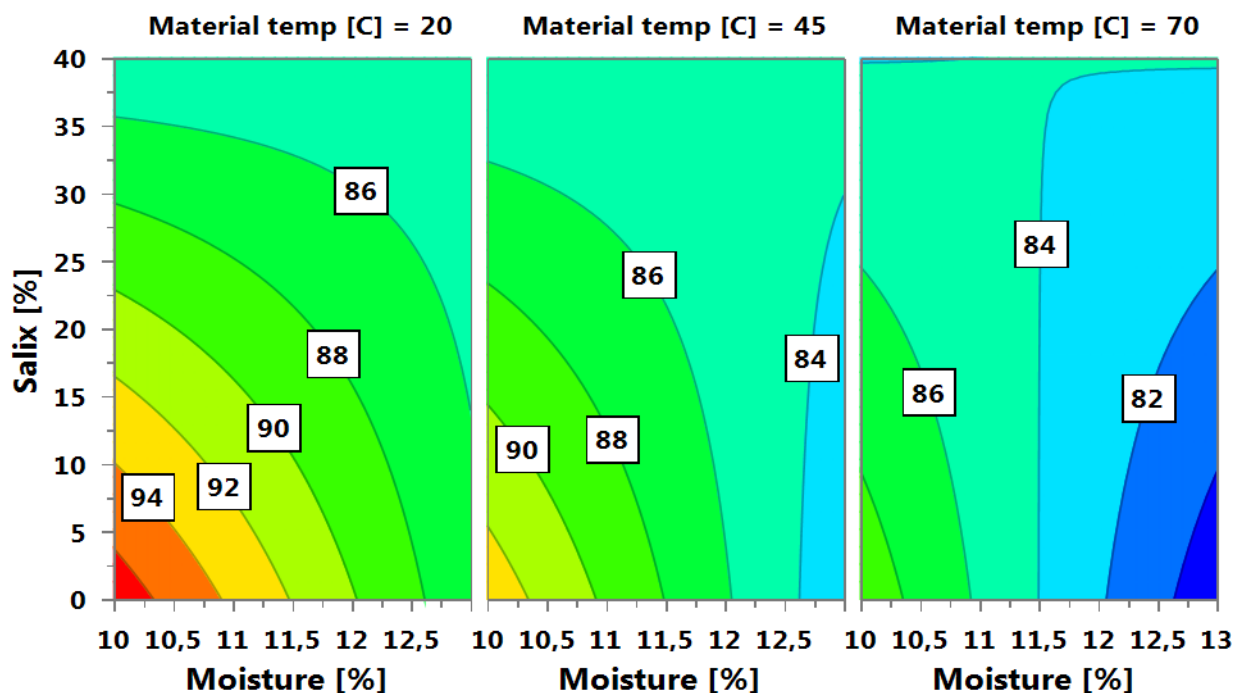 Material temp [C] = 20
Material temp [C] = 45
Material temp [C] = 70
Salix [%]
40
35
30
25
20
15
10
5
0
86
88
90
92
94
86
84
88
90
84
86
82
10 10,5 11 11,5 12 12,5
10 10,5 11 11,5 12 12,5
10 10,5 11 11,5 12 12,5 13
Moisture [%]
Moisture [%]
Moisture [%]